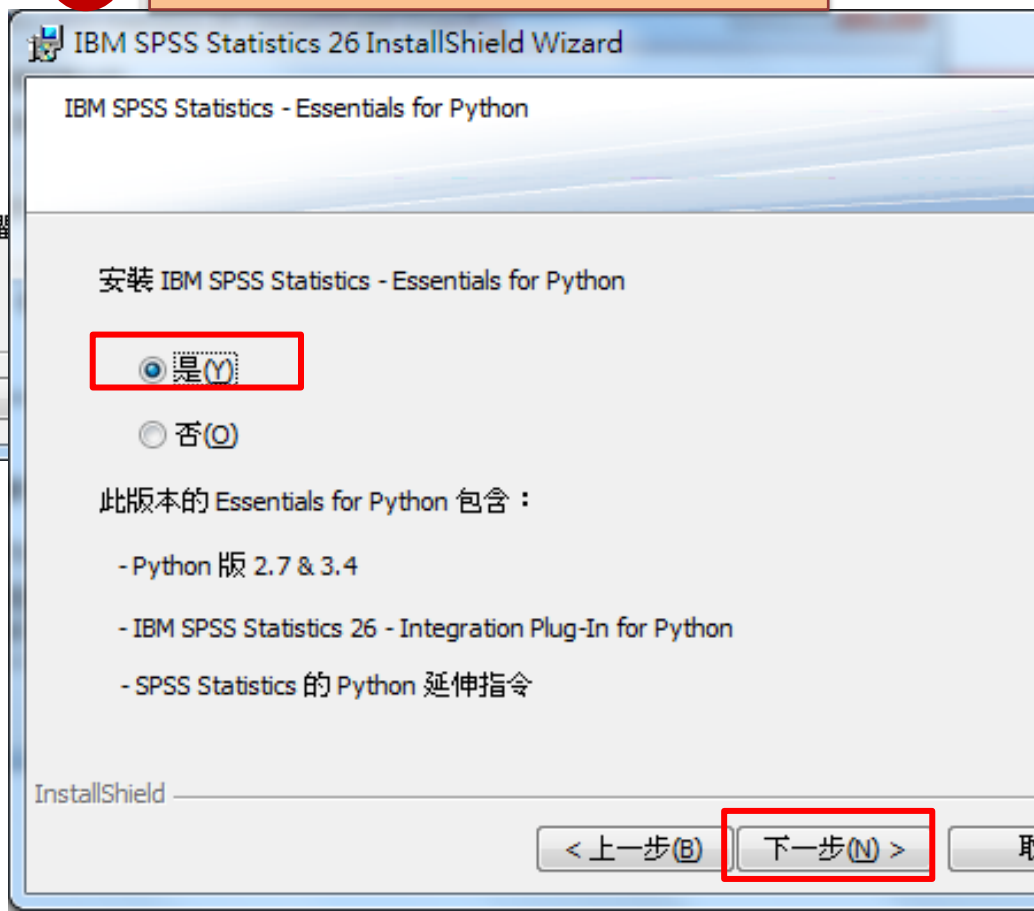 IBM SPSS Statistics 26 InstallShield Wizard
IBM SPSS Statistics - Essentials for Python
安裝 IBM SPSS Statistics - Essentials for Python
是(Y)
否(O)
此版本的 Essentials for Python 包含：
- Python 版 2.7 & 3.4
- IBM SPSS Statistics 26 - Integration Plug-In for Python
- SPSS Statistics 的 Python 延伸指令
InstallShield
< 上一步(B) 下一步(N) >